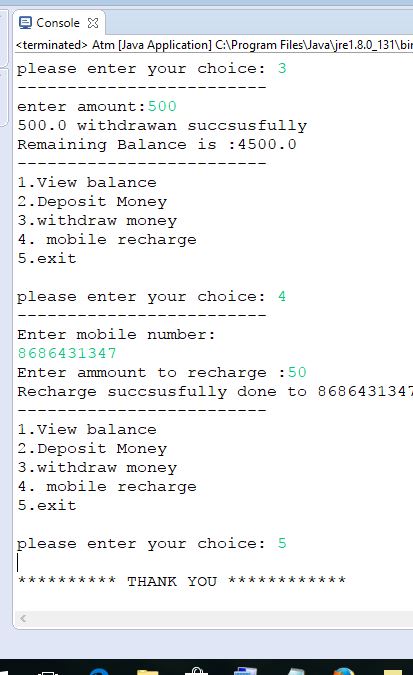 Console
<terminated> Atm [Java Application] C:\Program Files\Java\jre1.8.0_131\bin
please enter your choice: 3
-------------------------
enter amount:500
500.0 withdrawan succsusfully
Remaining Balance is :4500.0
-------------------------
1.View balance
2.Deposit Money
3.withdraw money
4. mobile recharge
5.exit
please enter your choice: 4
-------------------------
Enter mobile number:
8686431347
Enter ammount to recharge :50
Recharge succsusfully done to 8686431347
-------------------------
1.View balance
2.Deposit Money
3.withdraw money
4. mobile recharge
5.exit
please enter your choice: 5
********** THANK YOU ************